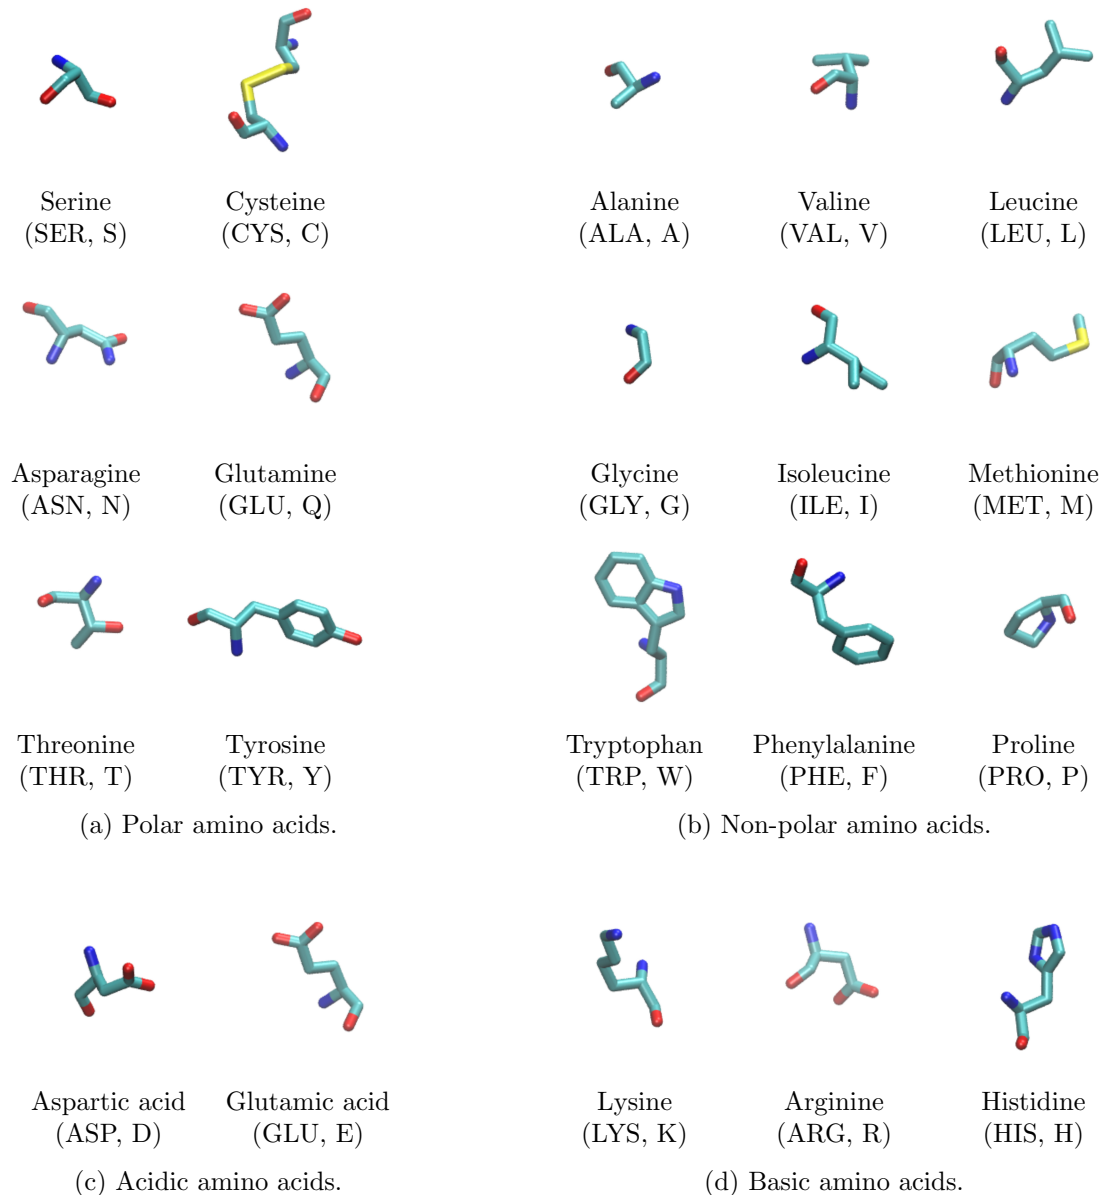 Serine
(SER, S)
Cysteine
(CYS, C)
Alanine
(ALA, A)
Valine
(VAL, V)
Leucine
(LEU, L)
Asparagine
(ASN, N)
Glutamine
(GLU, Q)
Glycine
(GLY, G)
Isoleucine
(ILE, I)
Methionine
(MET, M)
Threonine
(THR, T)
Tyrosine
(TYR, Y)
Tryptophan
(TRP, W)
Phenylalanine
(PHE, F)
Proline
(PRO, P)
(a) Polar amino acids.
(b) Non-polar amino acids.
Aspartic acid
(ASP, D)
Glutamic acid
(GLU, E)
Lysine
(LYS, K)
Arginine
(ARG, R)
Histidine
(HIS, H)
(c) Acidic amino acids.
(d) Basic amino acids.